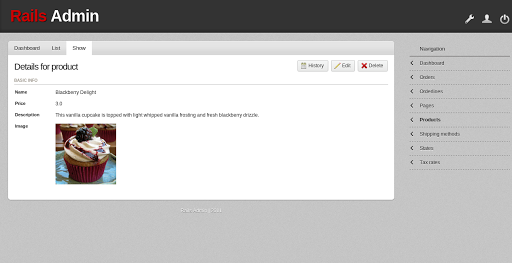 Rails Admin
Dashboard List Show
Details for product
History Edit Delete
BASIC INFO
Name Blackberry Delight
Price 3.0
Description This vanilla cupcake is topped with light whipped vanilla frosting and fresh blackberry drizzle.
Image
Navigation
Dashboard
Orders
Orderlines
Pages
Products
Shipping methods
States
Tax rates